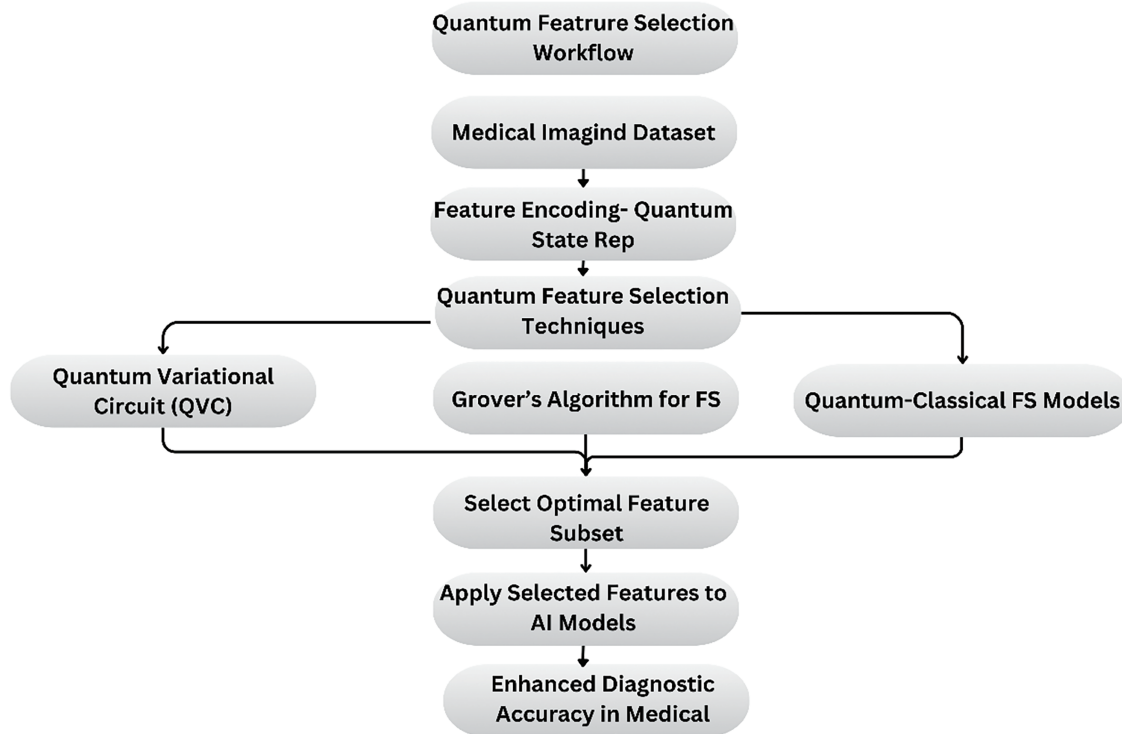 Quantum Featrure Selection
Workflow
Medical Imagind Dataset
Feature Encoding- Quantum
State Rep
Quantum Feature Selection
Techniques
Quantum Variational
Circuit (QVC)
Grover’s Algorithm for FS
Quantum-Classical FS Models
Select Optimal Feature
Subset
Apply Selected Features to
AI Models
Enhanced Diagnostic
Accuracy in Medical